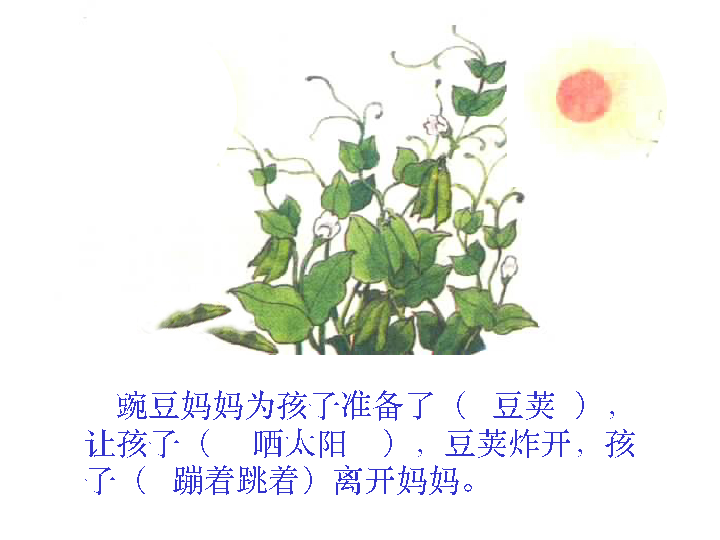 豌豆妈妈为孩子准备了（ 豆荚 ），
让孩子（ 晒太阳 ），豆荚炸开，孩
子（ 蹦着跳着）离开妈妈。